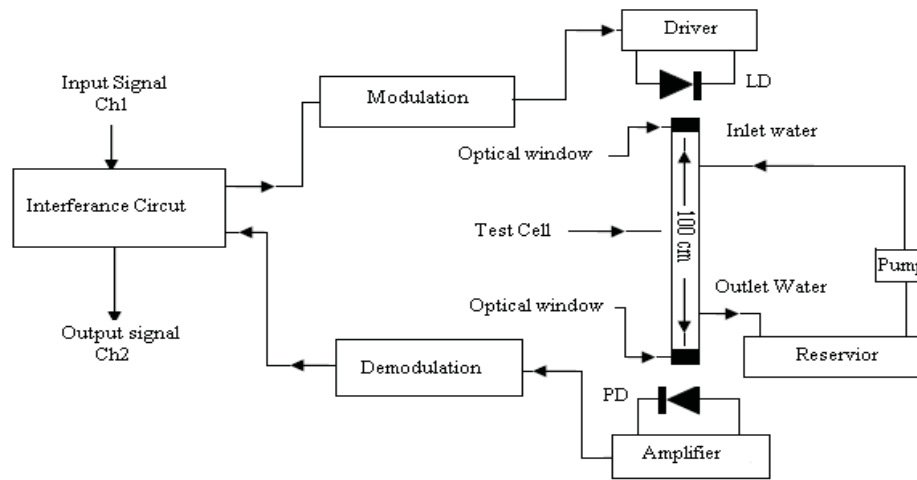 Driver
LD
Input Signal
Ch1
Modulation
Inlet water
Optical window
Interferance Circut
Test Cell
100 cm
Pump
Outlet Water
Optical window
Output signal
Ch2
Reservior
Demodulation
PD
Amplifier